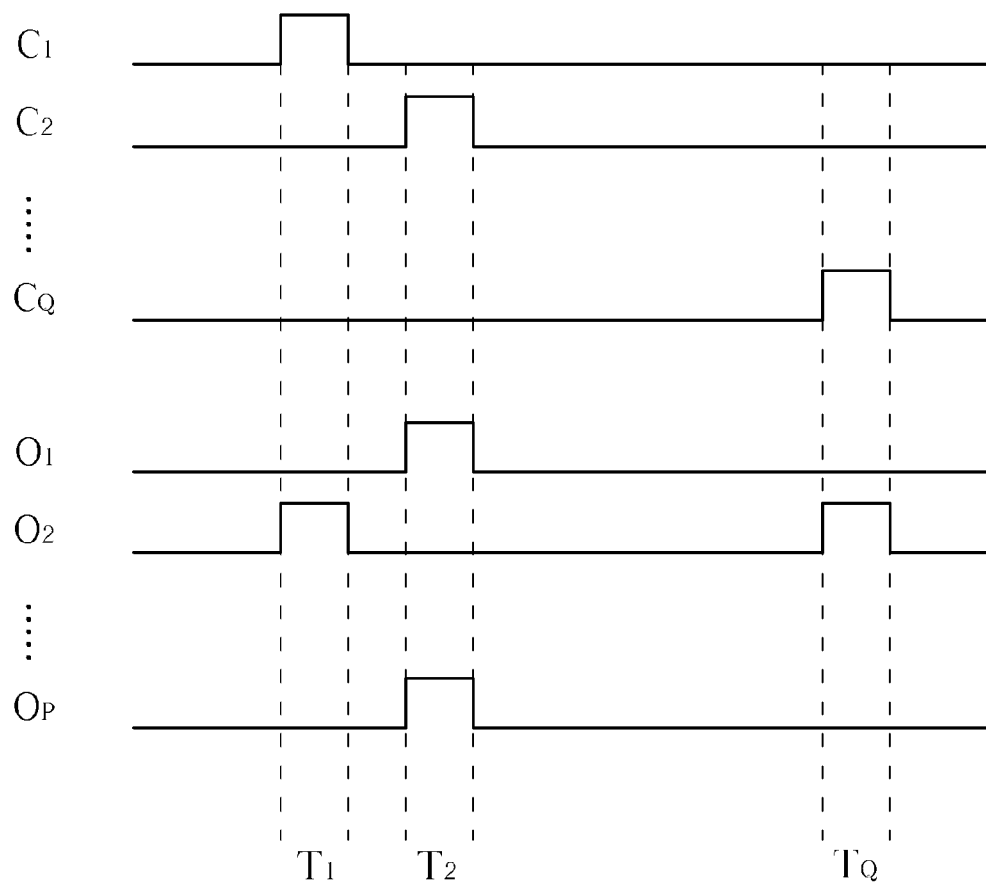 C1
C2
......
CQ
O1
O2
......
OP
T1 T2 TQ